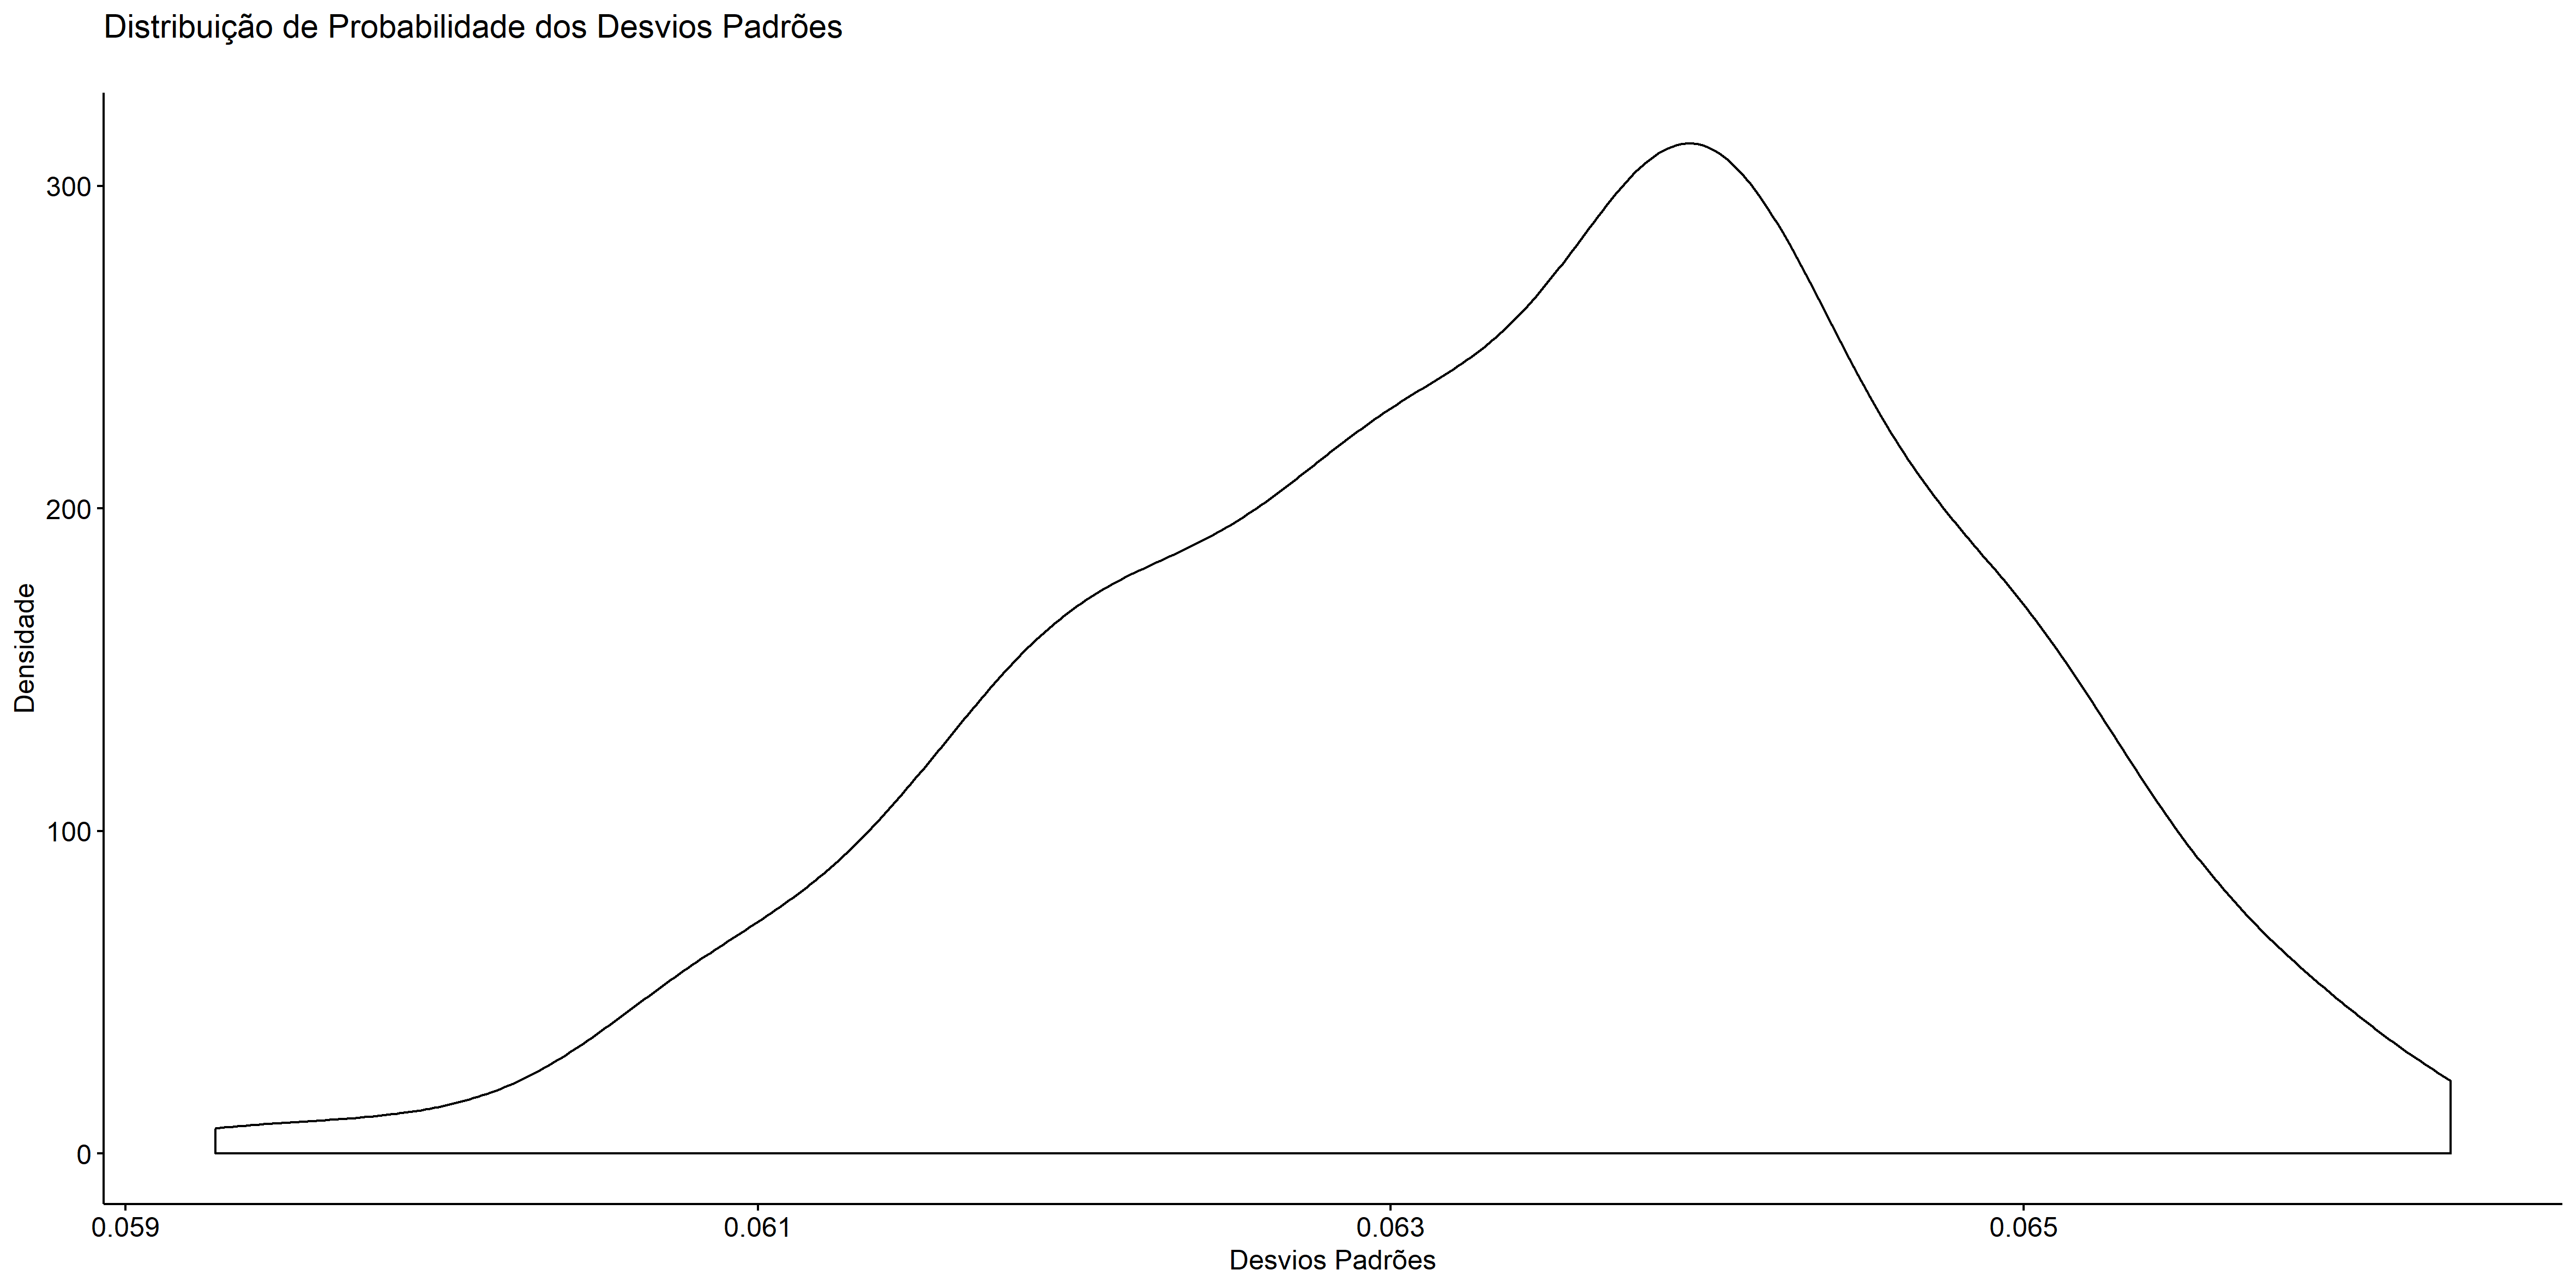 Distribuição de Probabilidade dos Desvios Padrões
300
200
100
0
Densidade
0.059
0.061
0.063
0.065
Desvios Padrões